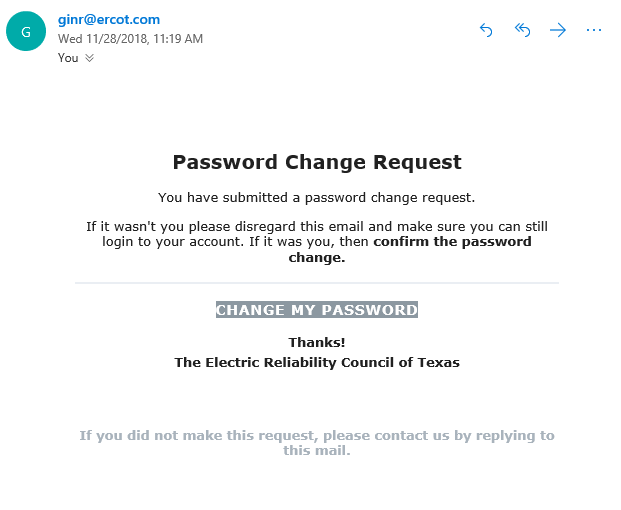 G
ginr@ercot.com
Wed 11/28/2018, 11:19 AM
You
Password Change Request
You have submitted a password change request.
If it wasn't you please disregard this email and make sure you can still
login to your account. If it was you, then confirm the password
change.
CHANGE MY PASSWORD
Thanks!
The Electric Reliability Council of Texas
If you did not make this request, please contact us by replying to
this mail.